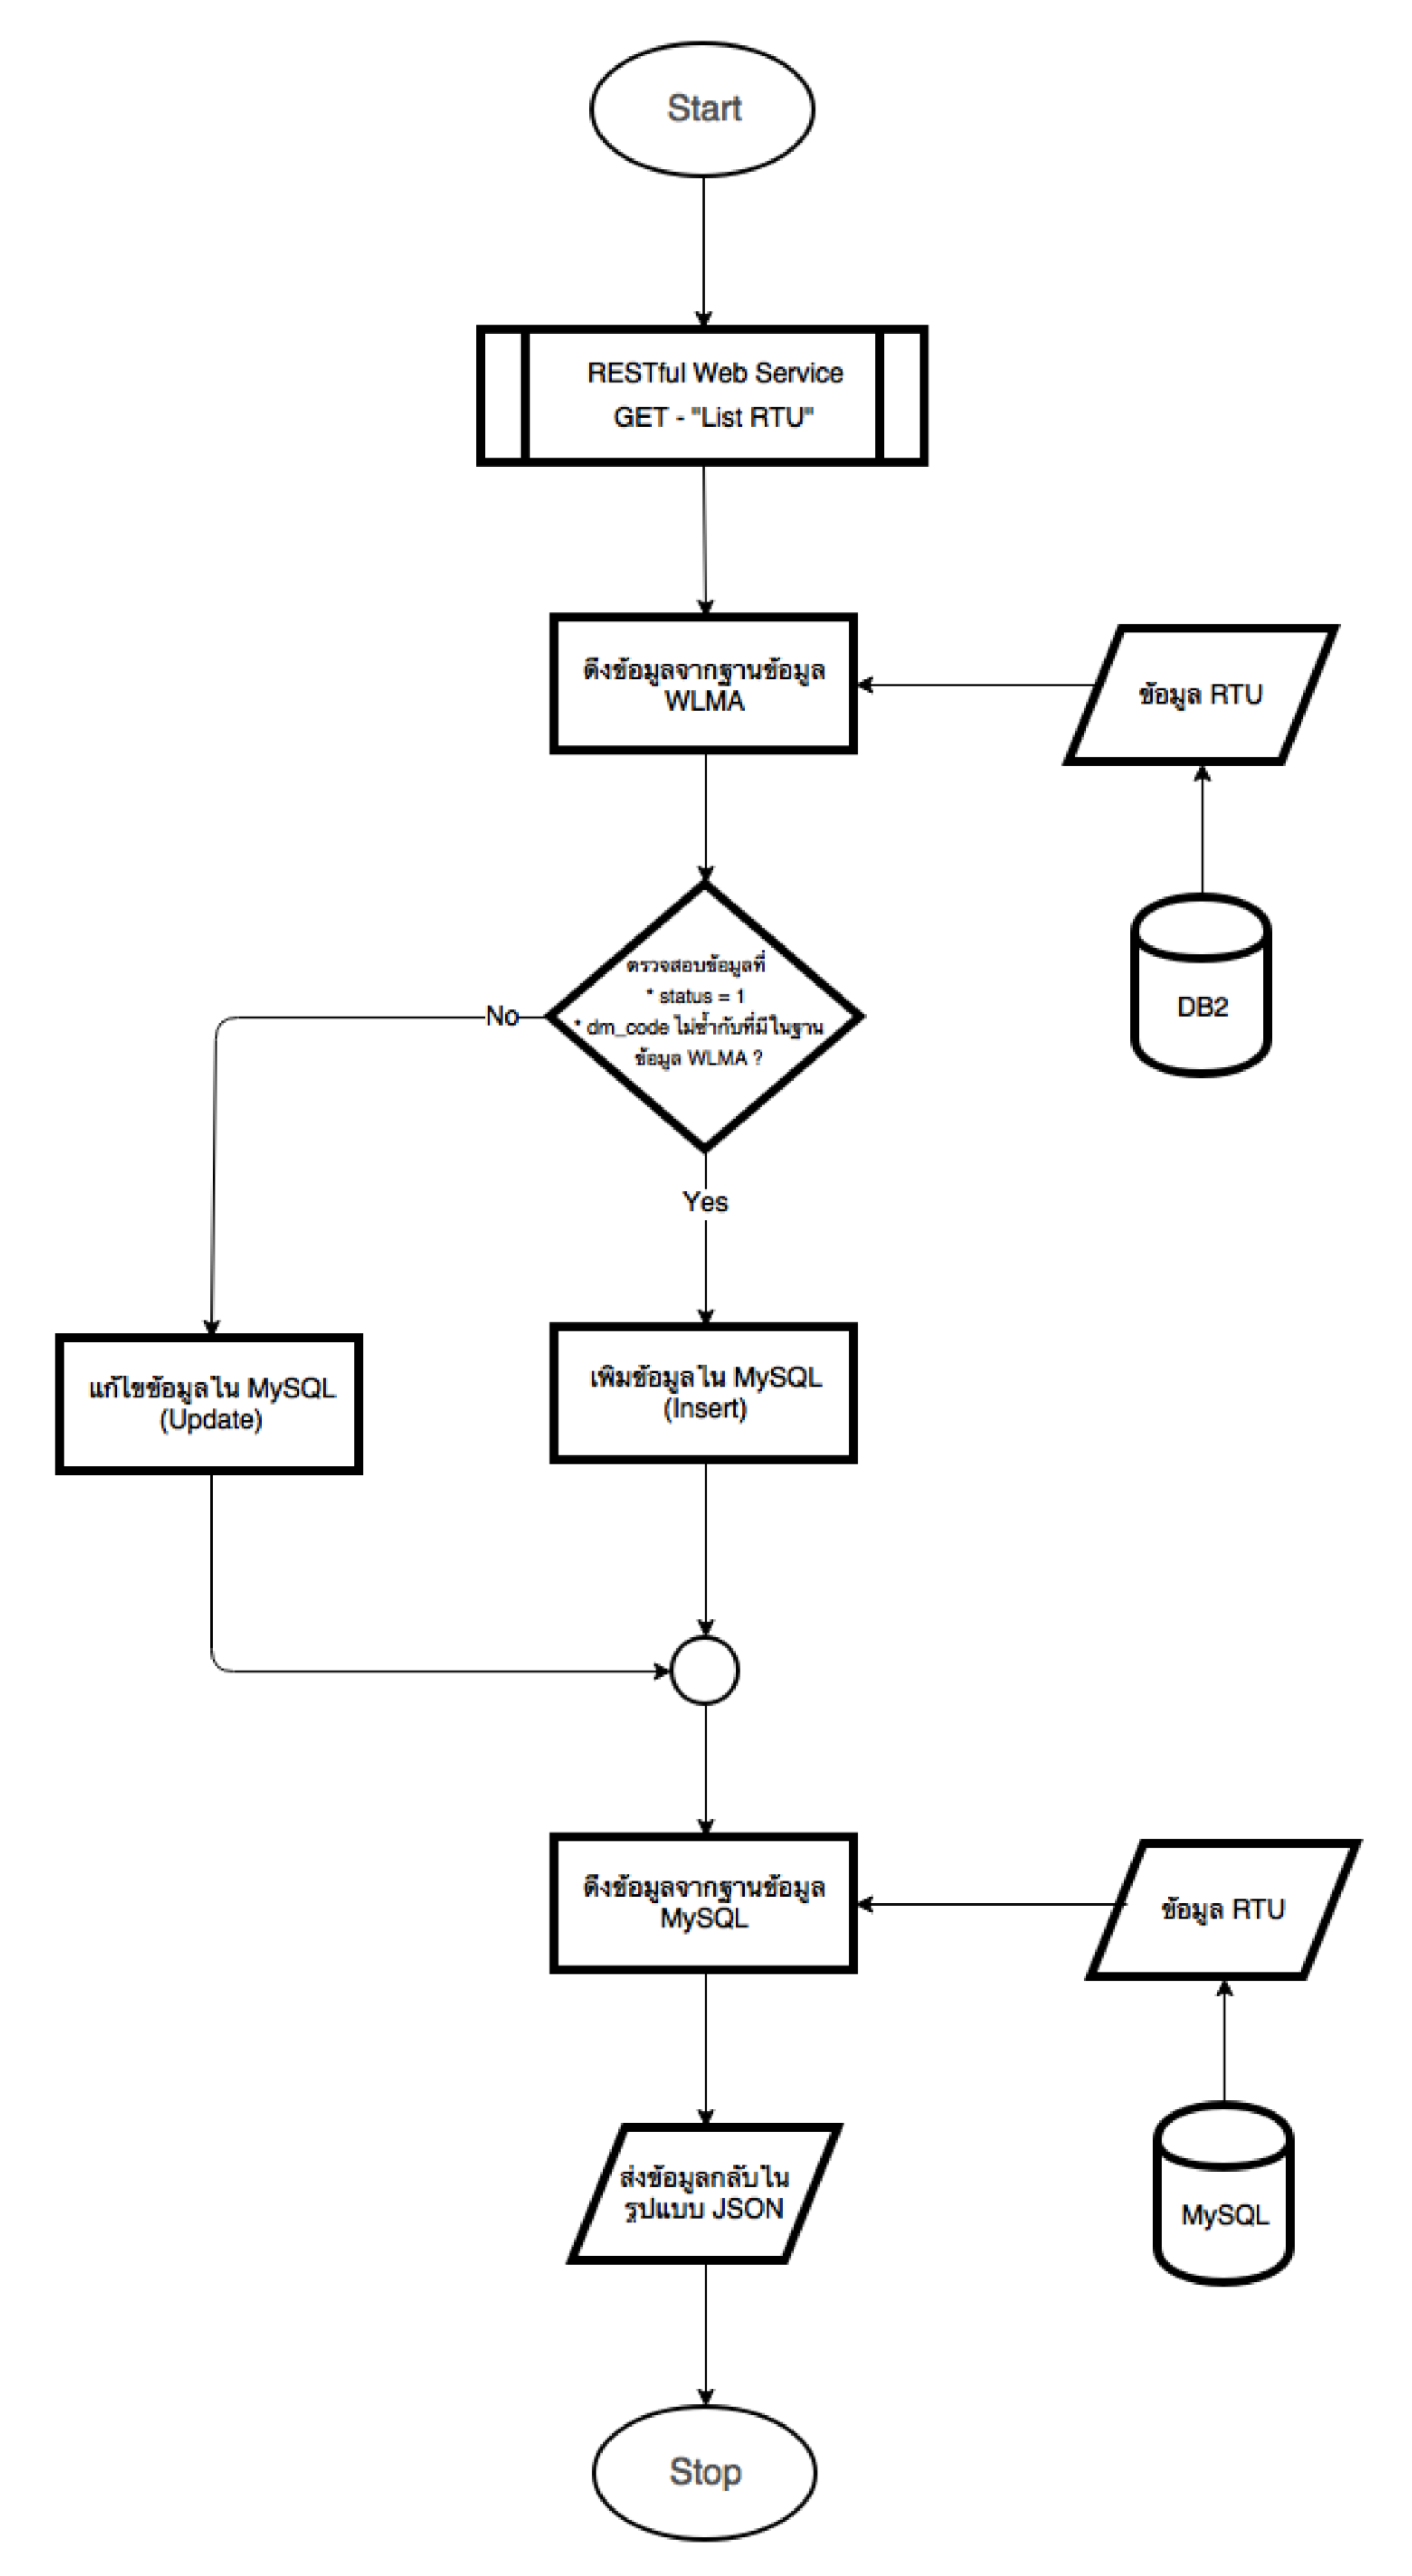 Start
RESTful Web Service
GET - "List RTU"
ดึงข้อมูลจากฐานข้อมูล
WLMA
ข้อมูล RTU
DB2
ตรวจสอบข้อมูลที่
* status = 1
* dm_code ไม่ซ้ำกับที่มีในฐาน
ข้อมูล WLMA ?
No
Yes
แก้ไขข้อมูลใน MySQL
(Update)
เพิ่มข้อมูลใน MySQL
(Insert)
ดึงข้อมูลจากฐานข้อมูล
MySQL
ข้อมูล RTU
MySQL
ส่งข้อมูลกลับใน
รูปแบบ JSON
Stop